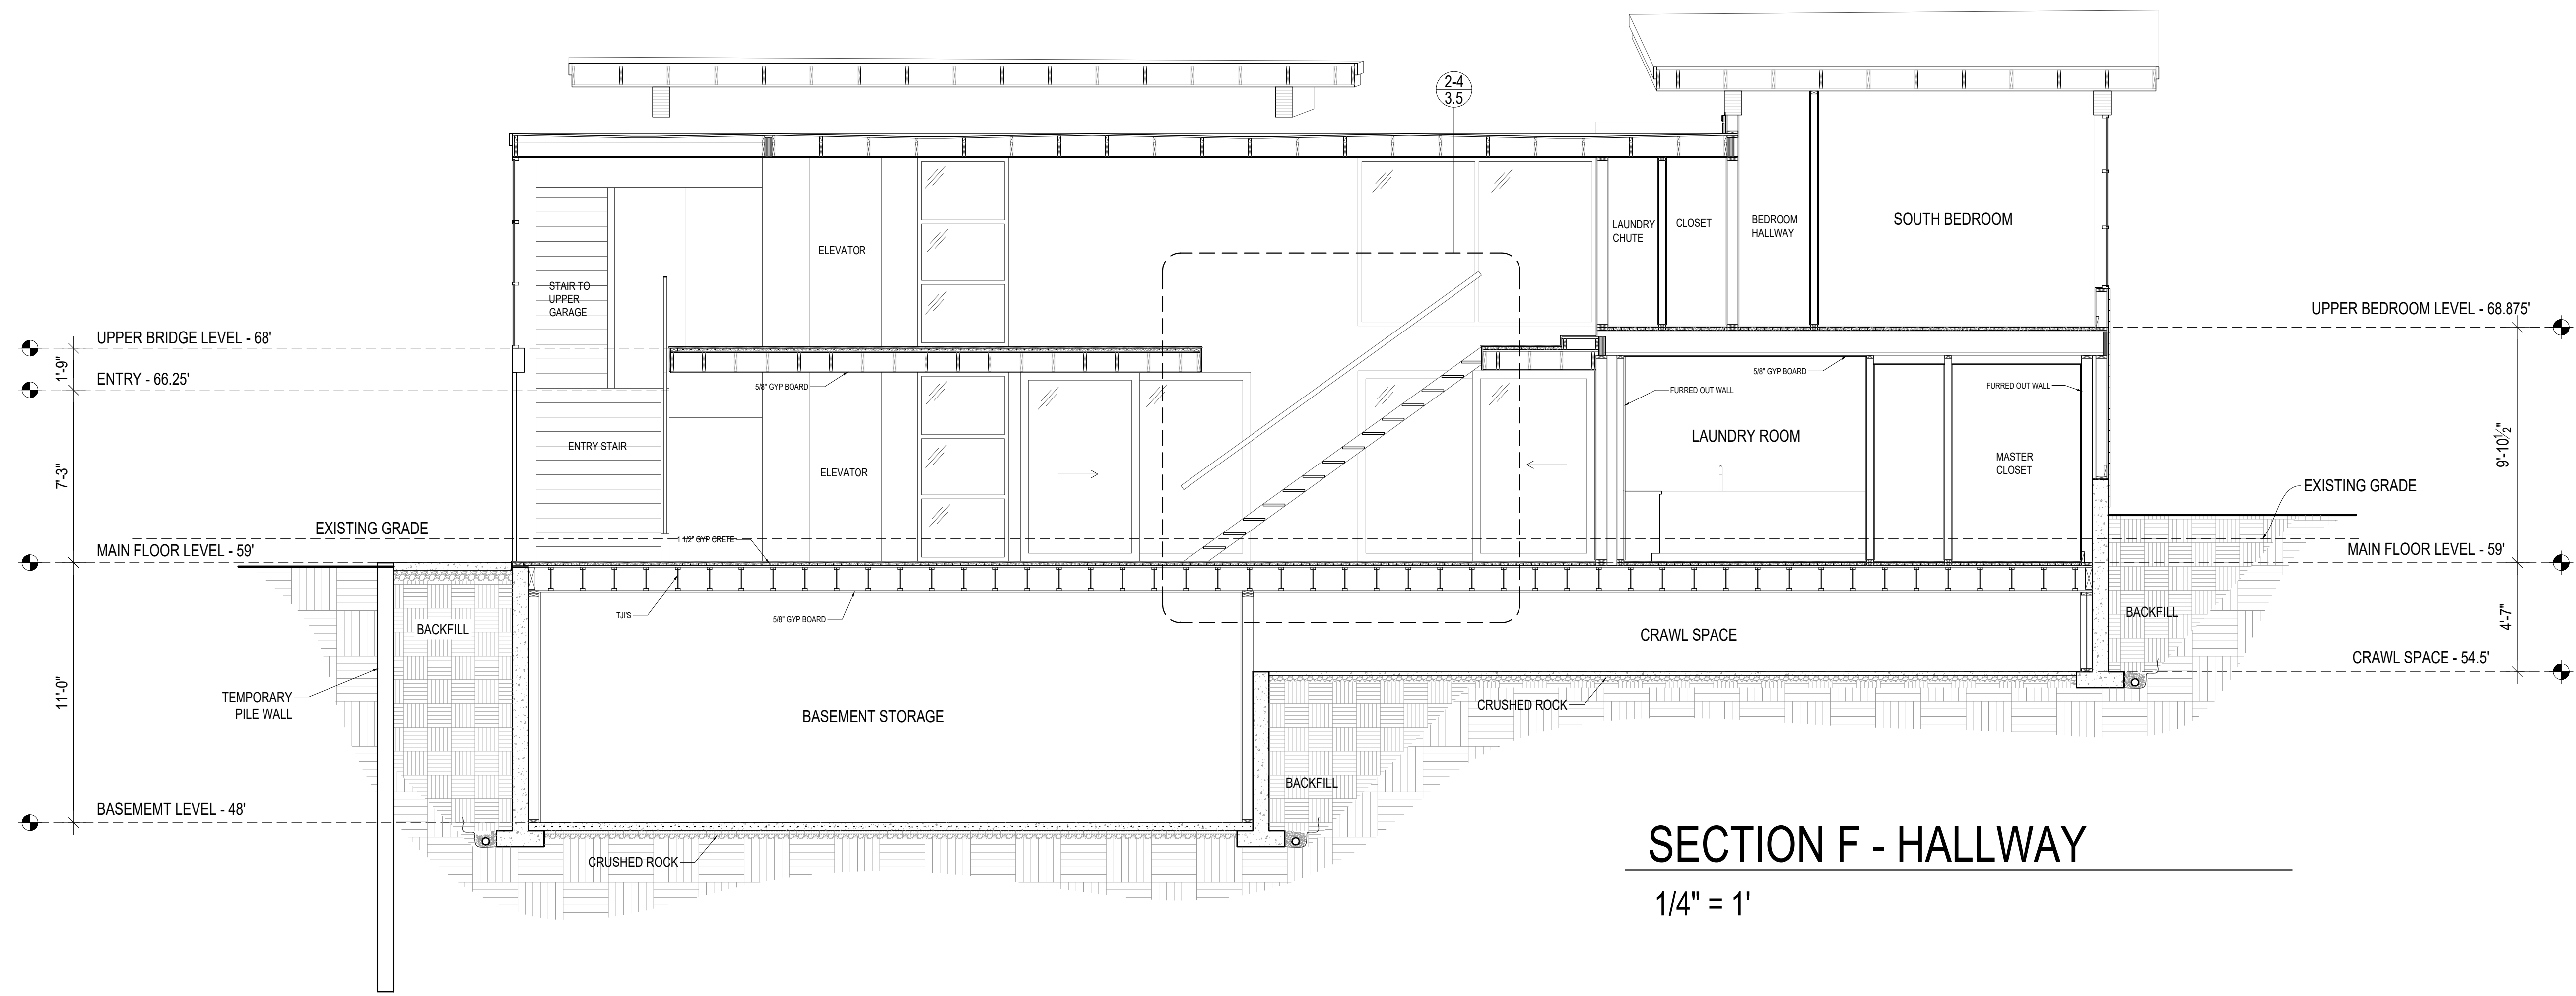 2-4
3.5
LAUNDRY
CHUTE
CLOSET
BEDROOM
HALLWAY
SOUTH BEDROOM
ELEVATOR
STAIR TO
UPPER
GARAGE
UPPER BRIDGE LEVEL - 68'
UPPER BEDROOM LEVEL - 68.875'
1'-9"
ENTRY - 66.25'
5/8" GYP BOARD
5/8" GYP BOARD
FURRED OUT WALL
FURRED OUT WALL
ENTRY STAIR
ELEVATOR
LAUNDRY ROOM
MASTER
CLOSET
7'-3"
9'-10½"
EXISTING GRADE
EXISTING GRADE
1 1/2" GYP CRETE
MAIN FLOOR LEVEL - 59'
MAIN FLOOR LEVEL - 59'
TJI'S
5/8" GYP BOARD
BACKFILL
BACKFILL
CRAWL SPACE
4'-7"
CRAWL SPACE - 54.5'
TEMPORARY
PILE WALL
11'-0"
BASEMENT STORAGE
CRUSHED ROCK
BACKFILL
BASEMEMT LEVEL - 48'
CRUSHED ROCK
SECTION F - HALLWAY
1/4" = 1'